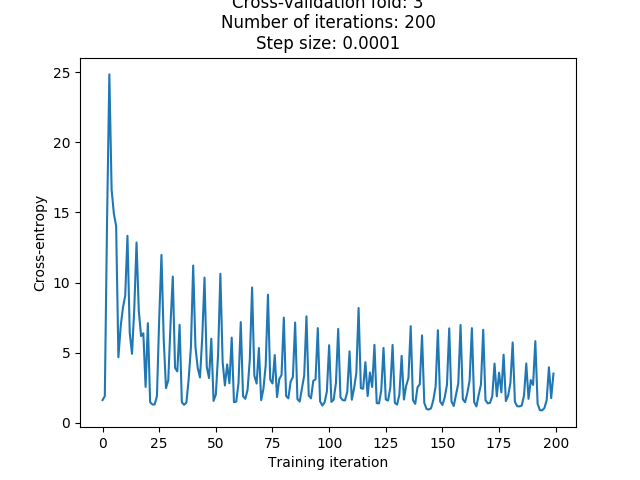 Cross-validation fold: 3
Number of iterations: 200
Step size: 0.0001
25
20
15
10
5
0
Cross-entropy
0 25 50 75 100 125 150 175 200
Training iteration